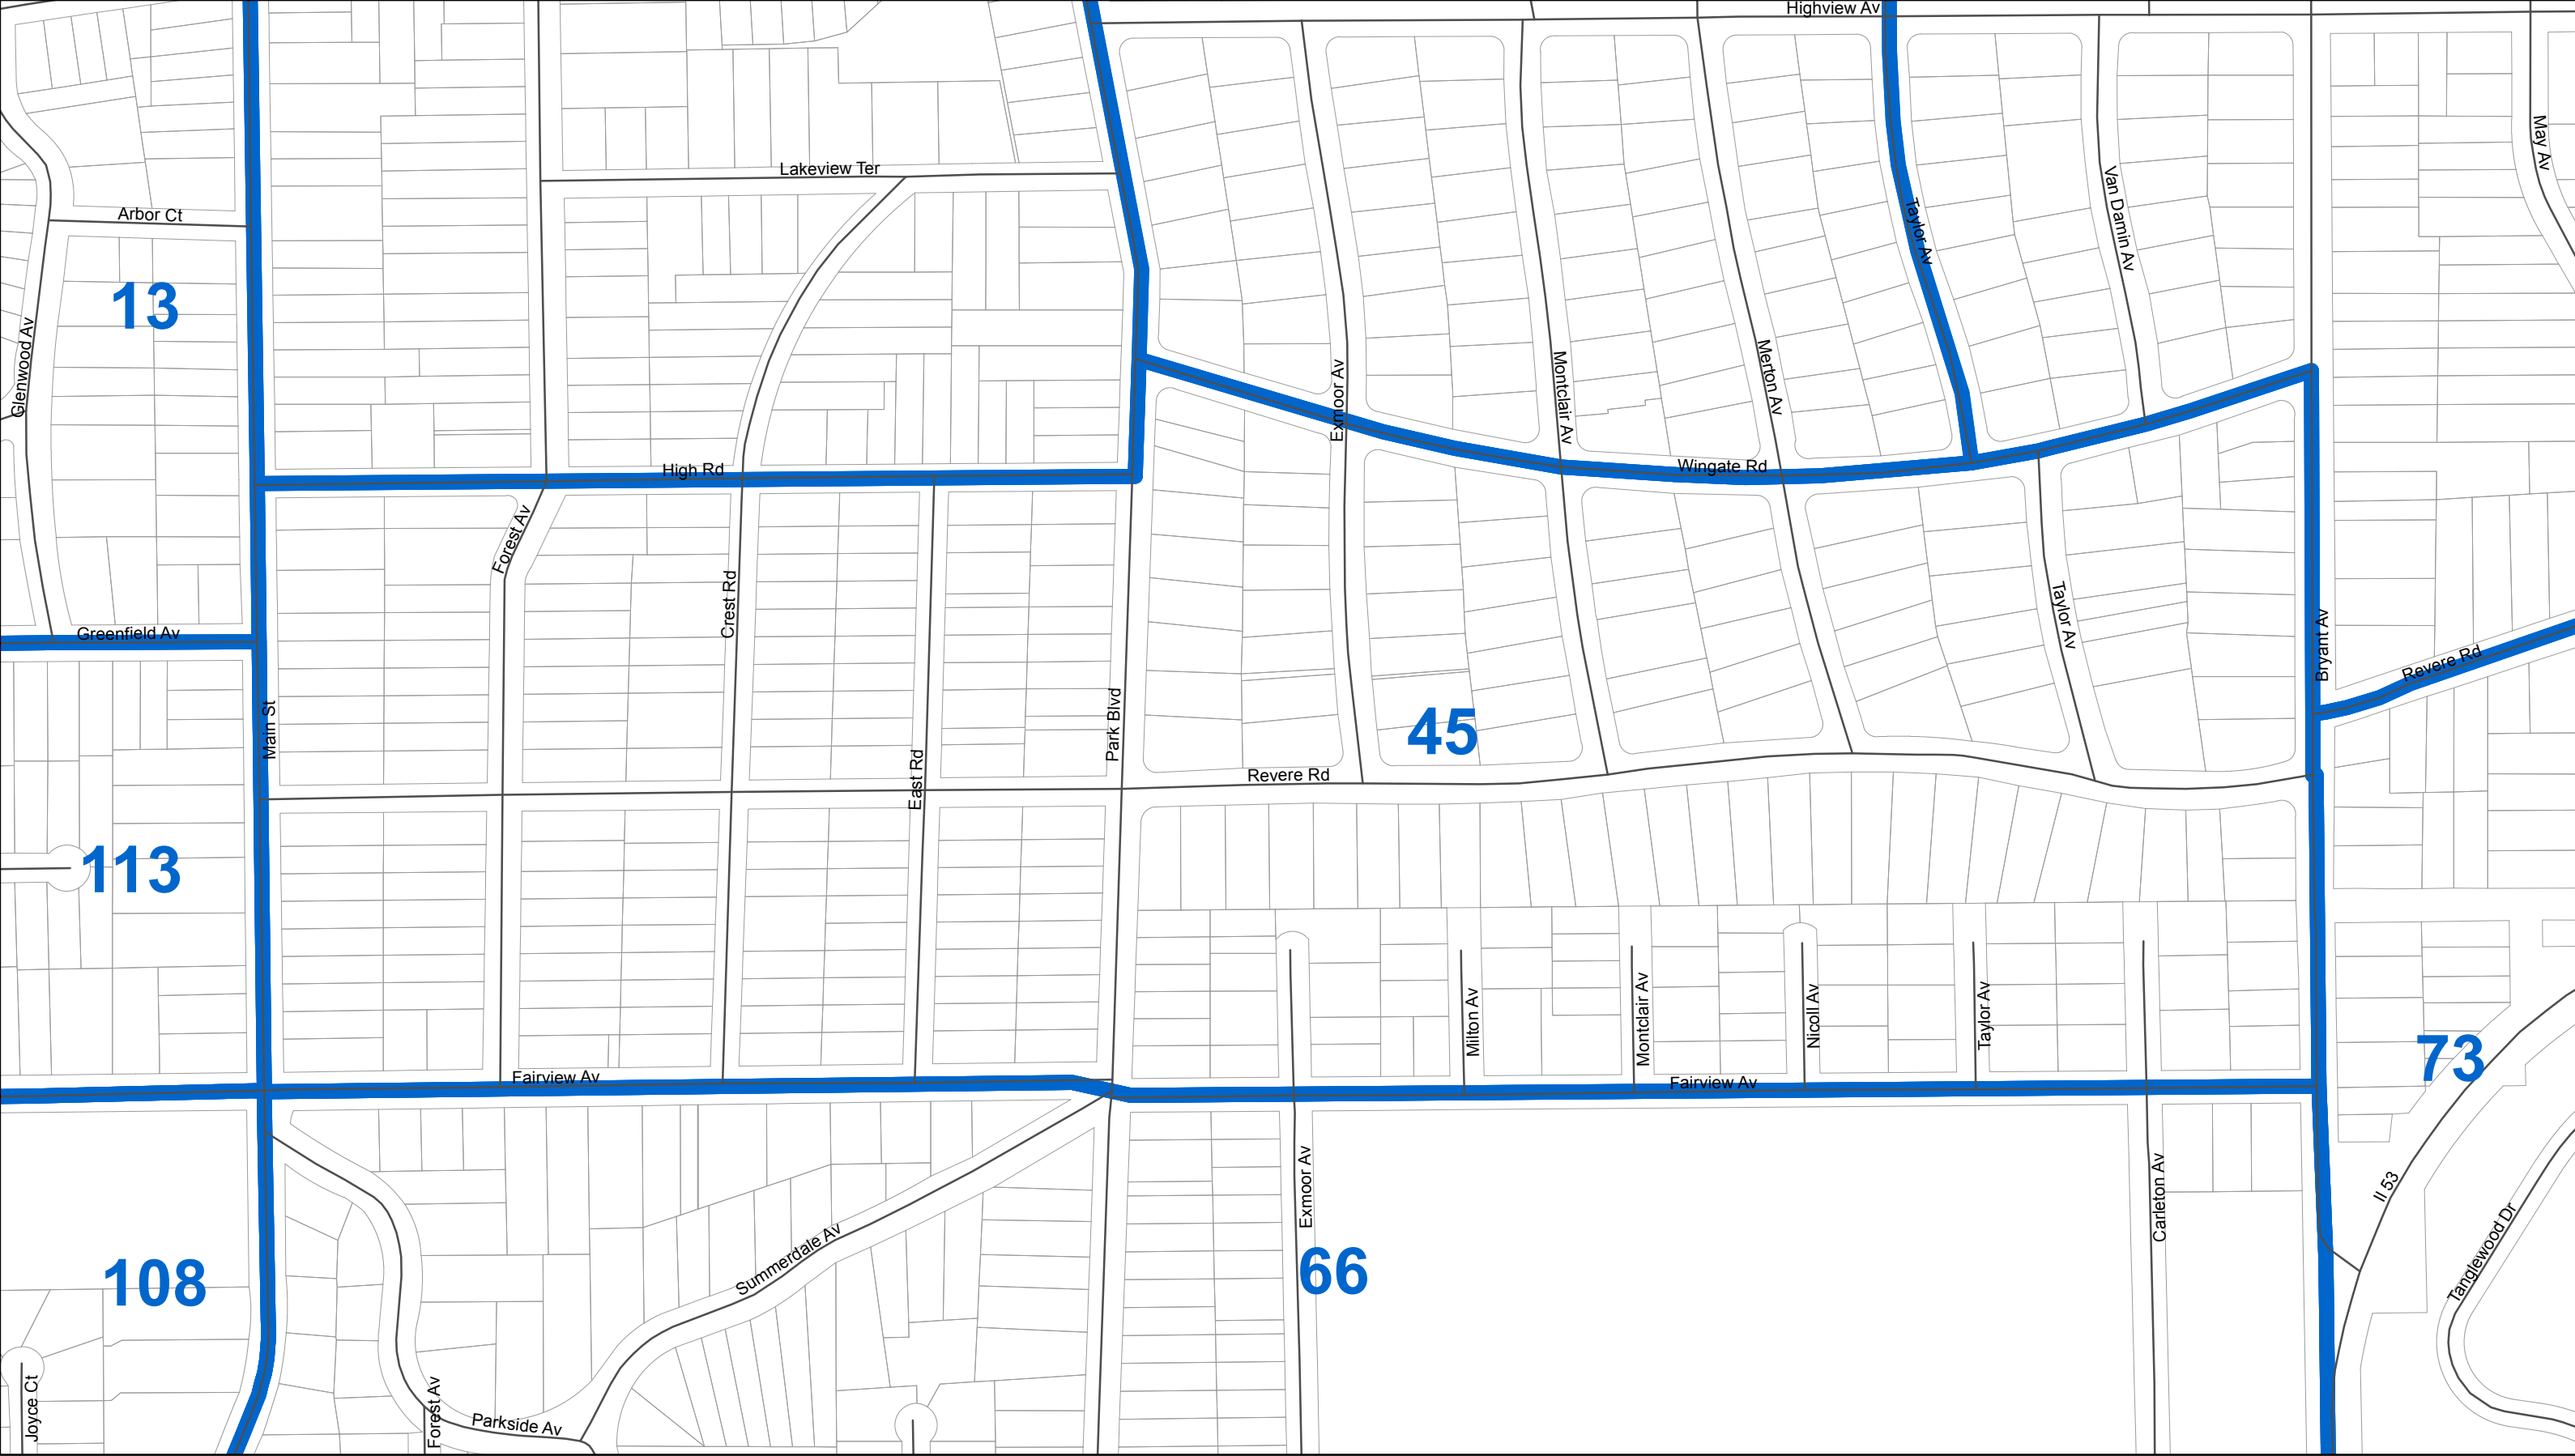 Highview Av
May Av
Lakeview Ter
Van Damin Av
Arbor Ct
Taylor Av
13
Glenwood Av
Exmoor Av
Montclair Av
Merton Av
High Rd
Wingate Rd
Forest Av
Crest Rd
Taylor Av
Greenfield Av
Bryant Av
Revere Rd
Main St
Park Blvd
45
East Rd
Revere Rd
113
Milton Av
Montclair Av
Nicoll Av
Taylor Av
73
Fairview Av
Fairview Av
Exmoor Av
Carleton Av
Il 53
108
Summerdale Av
66
Tanglewood Dr
Joyce Ct
Forest Av
Parkside Av